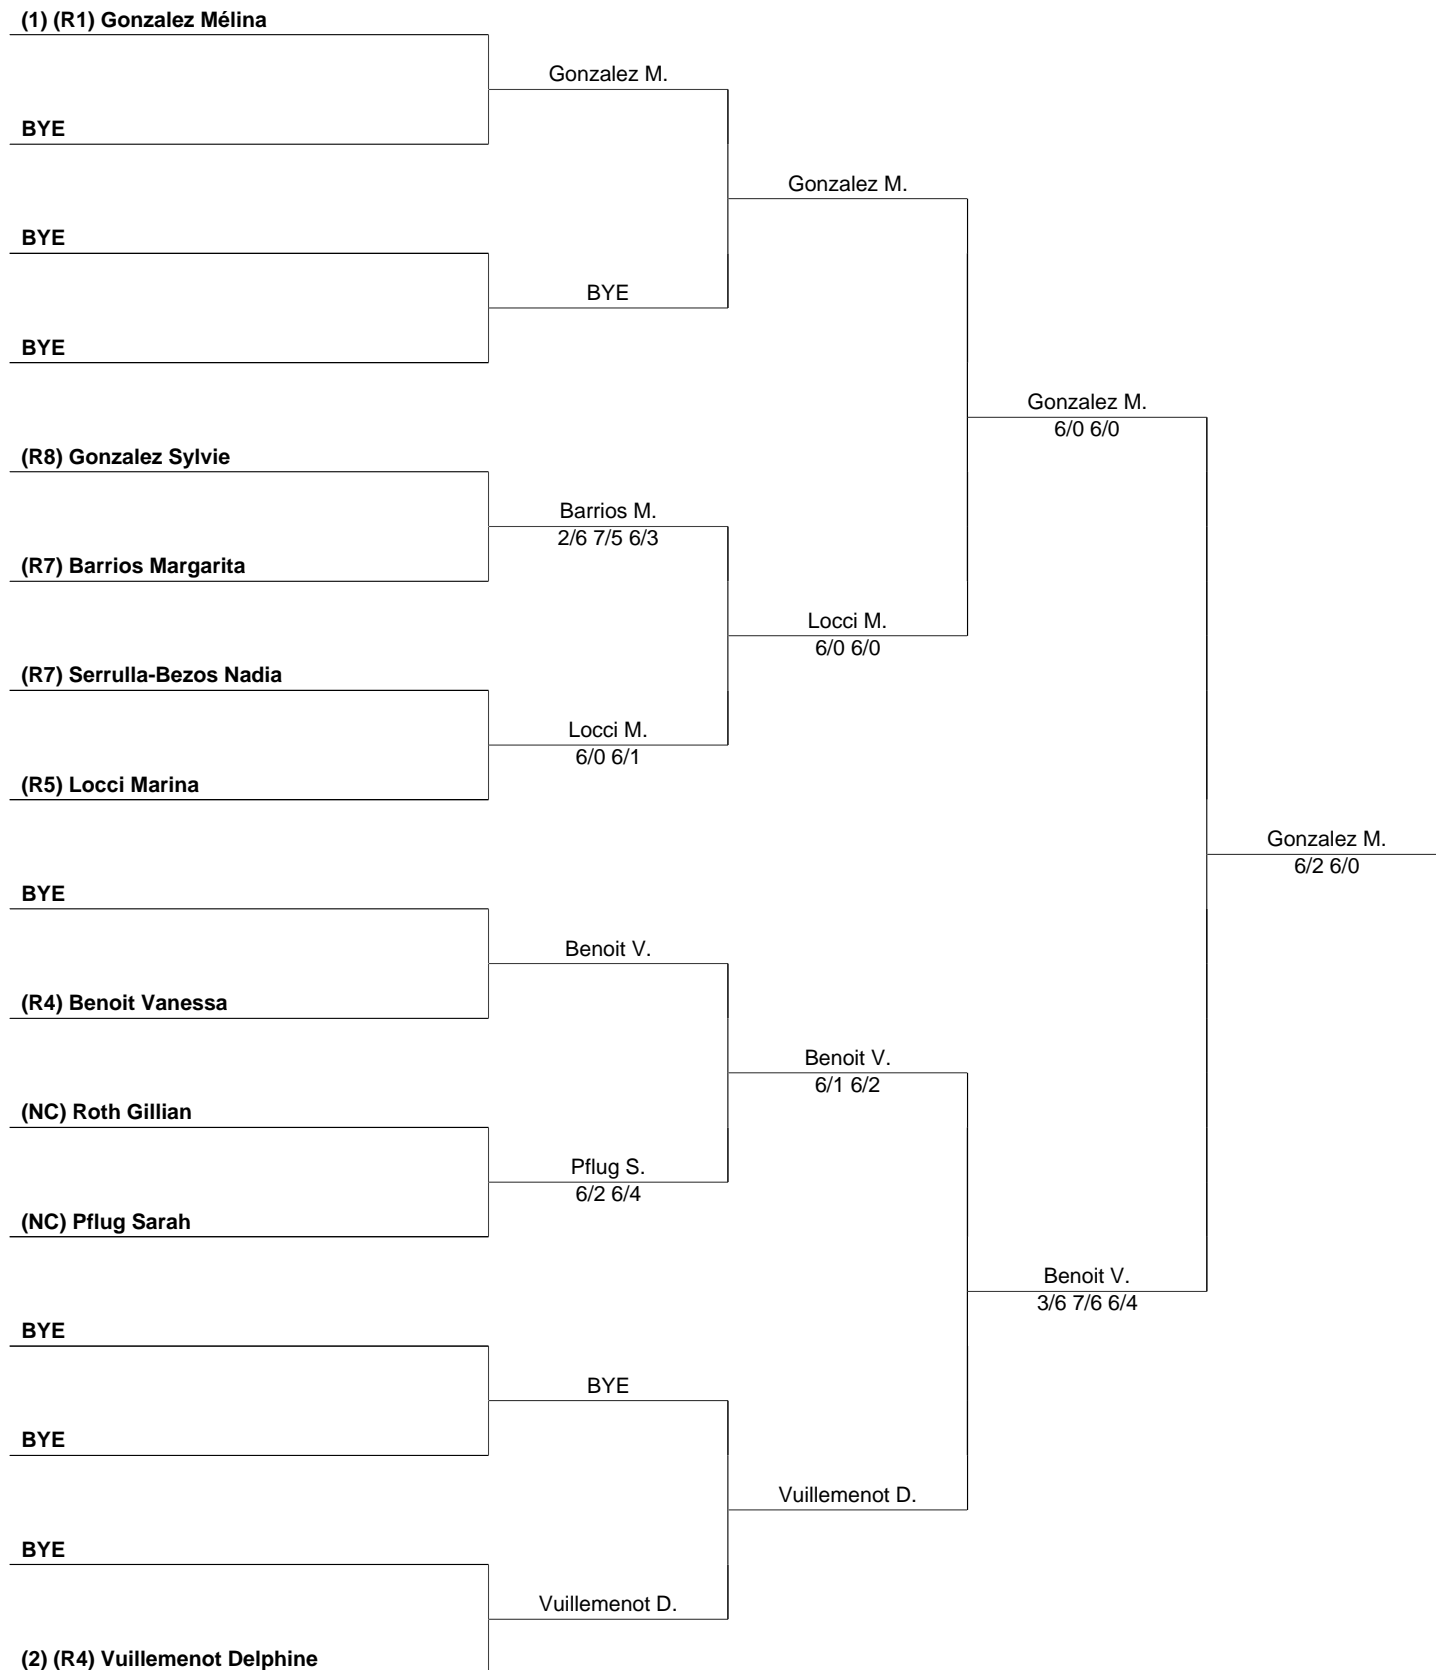 (1) (R1) Gonzalez Mélina
Gonzalez M.
BYE
Gonzalez M.
BYE
BYE
BYE
Gonzalez M.
6/0 6/0
(R8) Gonzalez Sylvie
Barrios M.
2/6 7/5 6/3
(R7) Barrios Margarita
Locci M.
6/0 6/0
(R7) Serrulla-Bezos Nadia
Locci M.
6/0 6/1
(R5) Locci Marina
Gonzalez M.
6/2 6/0
BYE
Benoit V.
(R4) Benoit Vanessa
Benoit V.
6/1 6/2
(NC) Roth Gillian
Pflug S.
6/2 6/4
(NC) Pflug Sarah
Benoit V.
3/6 7/6 6/4
BYE
BYE
BYE
Vuillemenot D.
BYE
Vuillemenot D.
(2) (R4) Vuillemenot Delphine